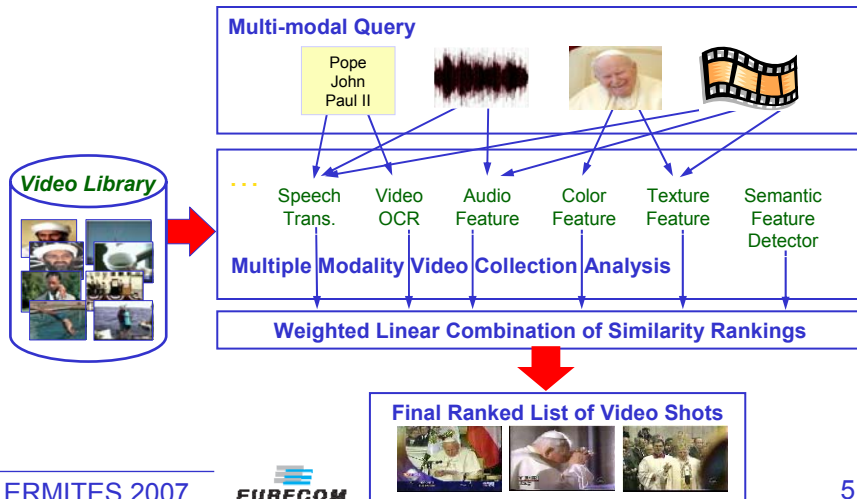 Multi-modal Query
Pope
John
Paul II
Video Library
...
Speech
Trans.
Video
OCR
Audio
Feature
Color
Feature
Texture
Feature
Semantic
Feature
Detector
Multiple Modality Video Collection Analysis
Weighted Linear Combination of Similarity Rankings
Final Ranked List of Video Shots
ERMITES 2007
EURECOM
5